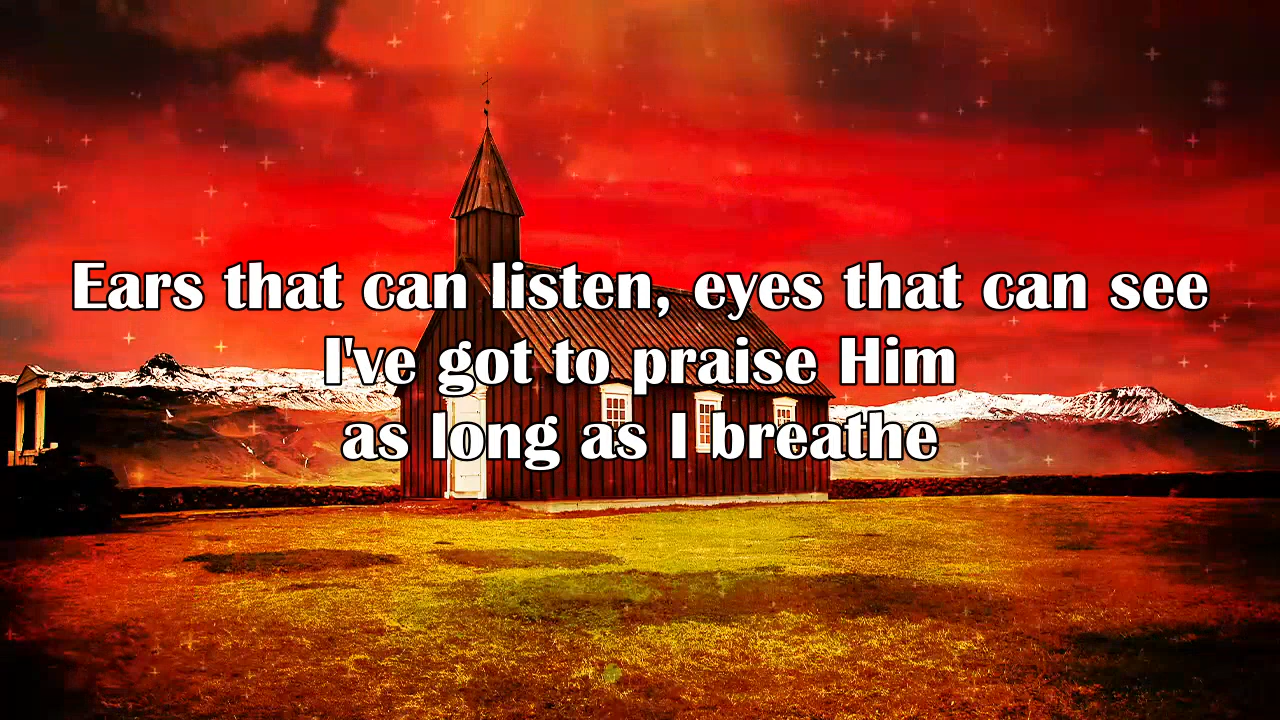 Ears that can listen, eyes that can see
I've got to praise Him
as long as I breathe